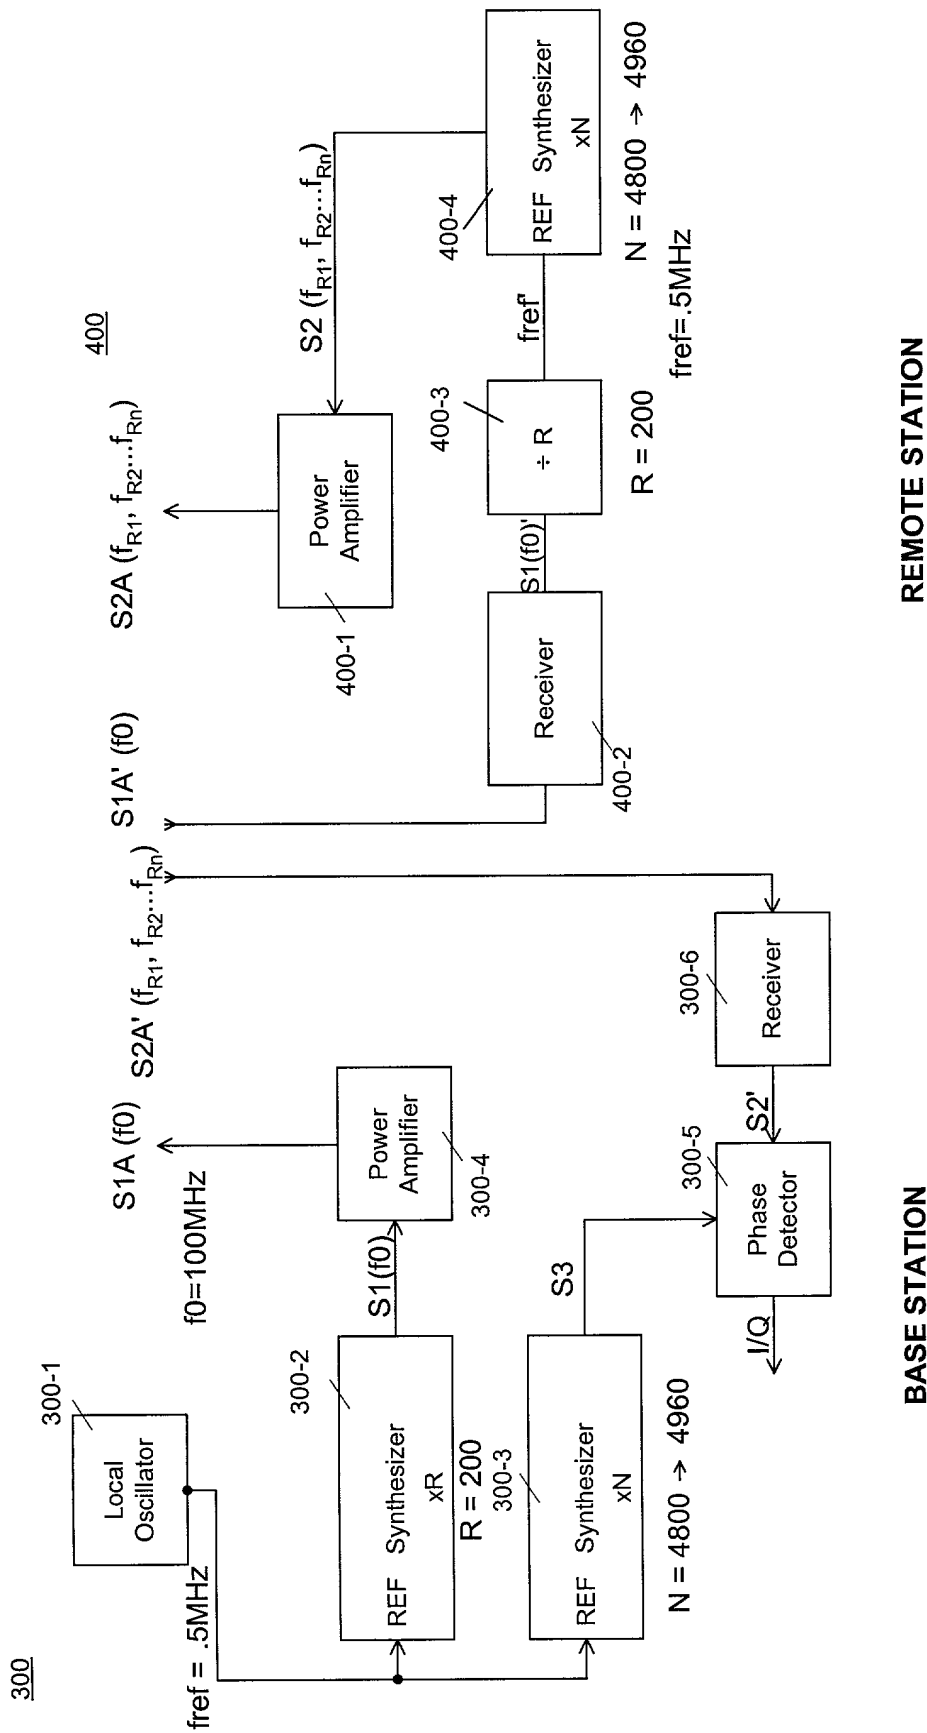 300
fref = .5MHz
Local
Oscillator
300-1
REF Synthesizer
xR
300-2
R = 200
S1(f0)
f0=100MHz
S1A (f0)
Power
Amplifier
300-4
REF Synthesizer
xN
300-3
N = 4800 → 4960
S3
I/Q
Phase
Detector
300-5
S2'
Receiver
300-6
S2A' (fR1, fR2...fRn)
BASE STATION
400
S1A' (f0)
Receiver
400-2
S1(f0)'
÷ R
400-3
R = 200
fref'
fref=.5MHz
REF Synthesizer
xN
400-4
N = 4800 → 4960
S2 (fR1, fR2...fRn)
Power
Amplifier
400-1
S2A (fR1, fR2...fRn)
REMOTE STATION